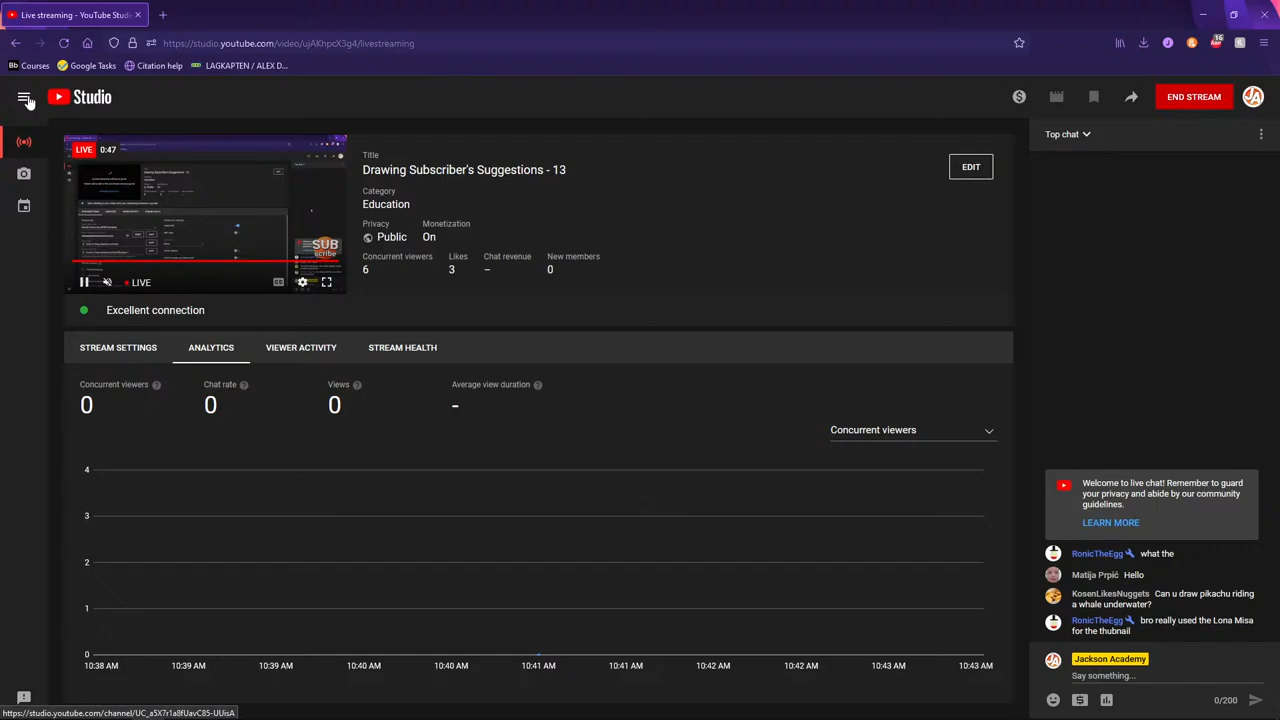 Live streaming - YouTube Studi
16
https://studio.youtube.com/video/ujAKhpcX3g4/livestreaming
Bb Courses Google Tasks Citation help LAGKAPTEN / ALEX D...
Studio
END STREAM
JA
LIVE 0:47
SUB
scribe
LIVE
Title
Drawing Subscriber's Suggestions - 13
EDIT
Category
Education
Privacy Monetization
Public On
Concurrent viewers Likes Chat revenue New members
6 3 – 0
Excellent connection
STREAM SETTINGS ANALYTICS VIEWER ACTIVITY STREAM HEALTH
Concurrent viewers Chat rate Views Average view duration
0 0 0 -
Concurrent viewers
4
3
2
1
0
10:38 AM 10:39 AM 10:39 AM 10:40 AM 10:40 AM 10:41 AM 10:41 AM 10:42 AM 10:42 AM 10:43 AM 10:43 AM
Top chat
Welcome to live chat! Remember to guard
your privacy and abide by our community
guidelines.
LEARN MORE
RonicTheEgg what the
Matija Prpić Hello
KosenLikesNuggets Can u draw pikachu riding
a whale underwater?
RonicTheEgg bro really used the Lona Misa
for the thubnail
Jackson Academy
Say something...
0/200
https://studio.youtube.com/channel/UC_a5X7r1a8fUavC85-UUisA